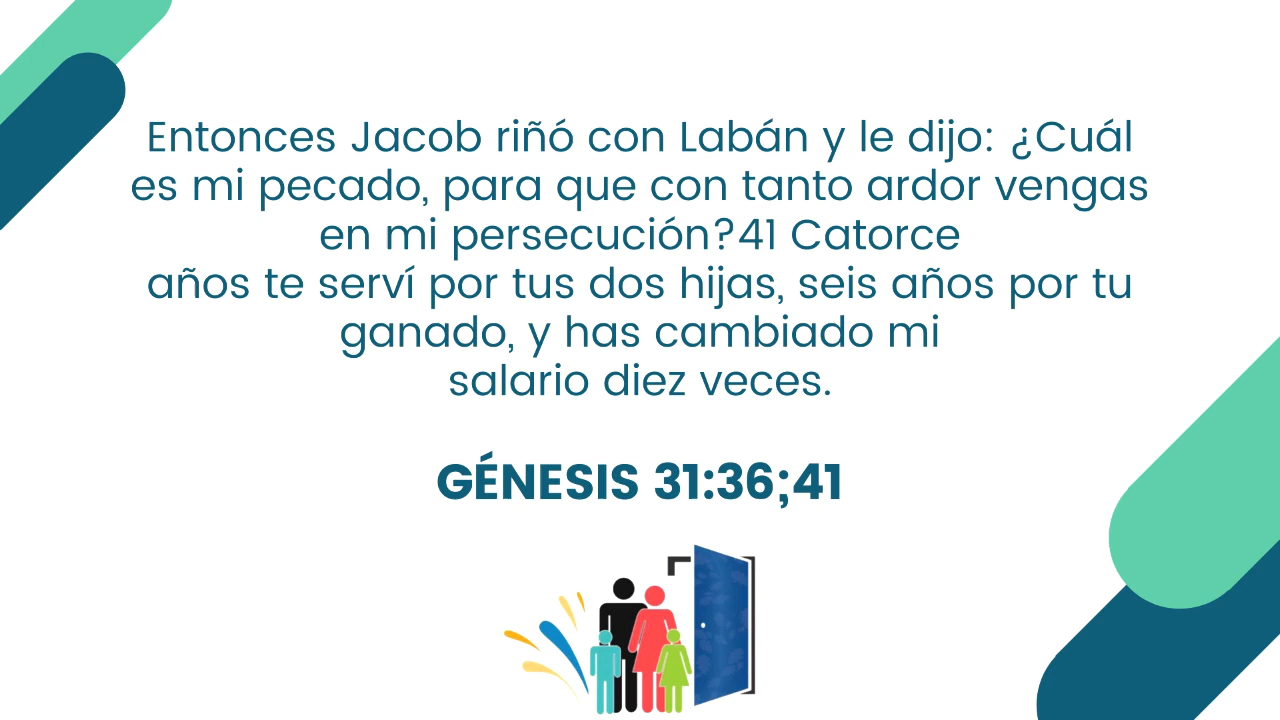 Entonces Jacob riñó con Labán y le dijo: ¿Cuál
es mi pecado, para que con tanto ardor vengas
en mi persecución?41 Catorce
años te serví por tus dos hijas, seis años por tu
ganado, y has cambiado mi
salario diez veces.
GÉNESIS 31:36;41